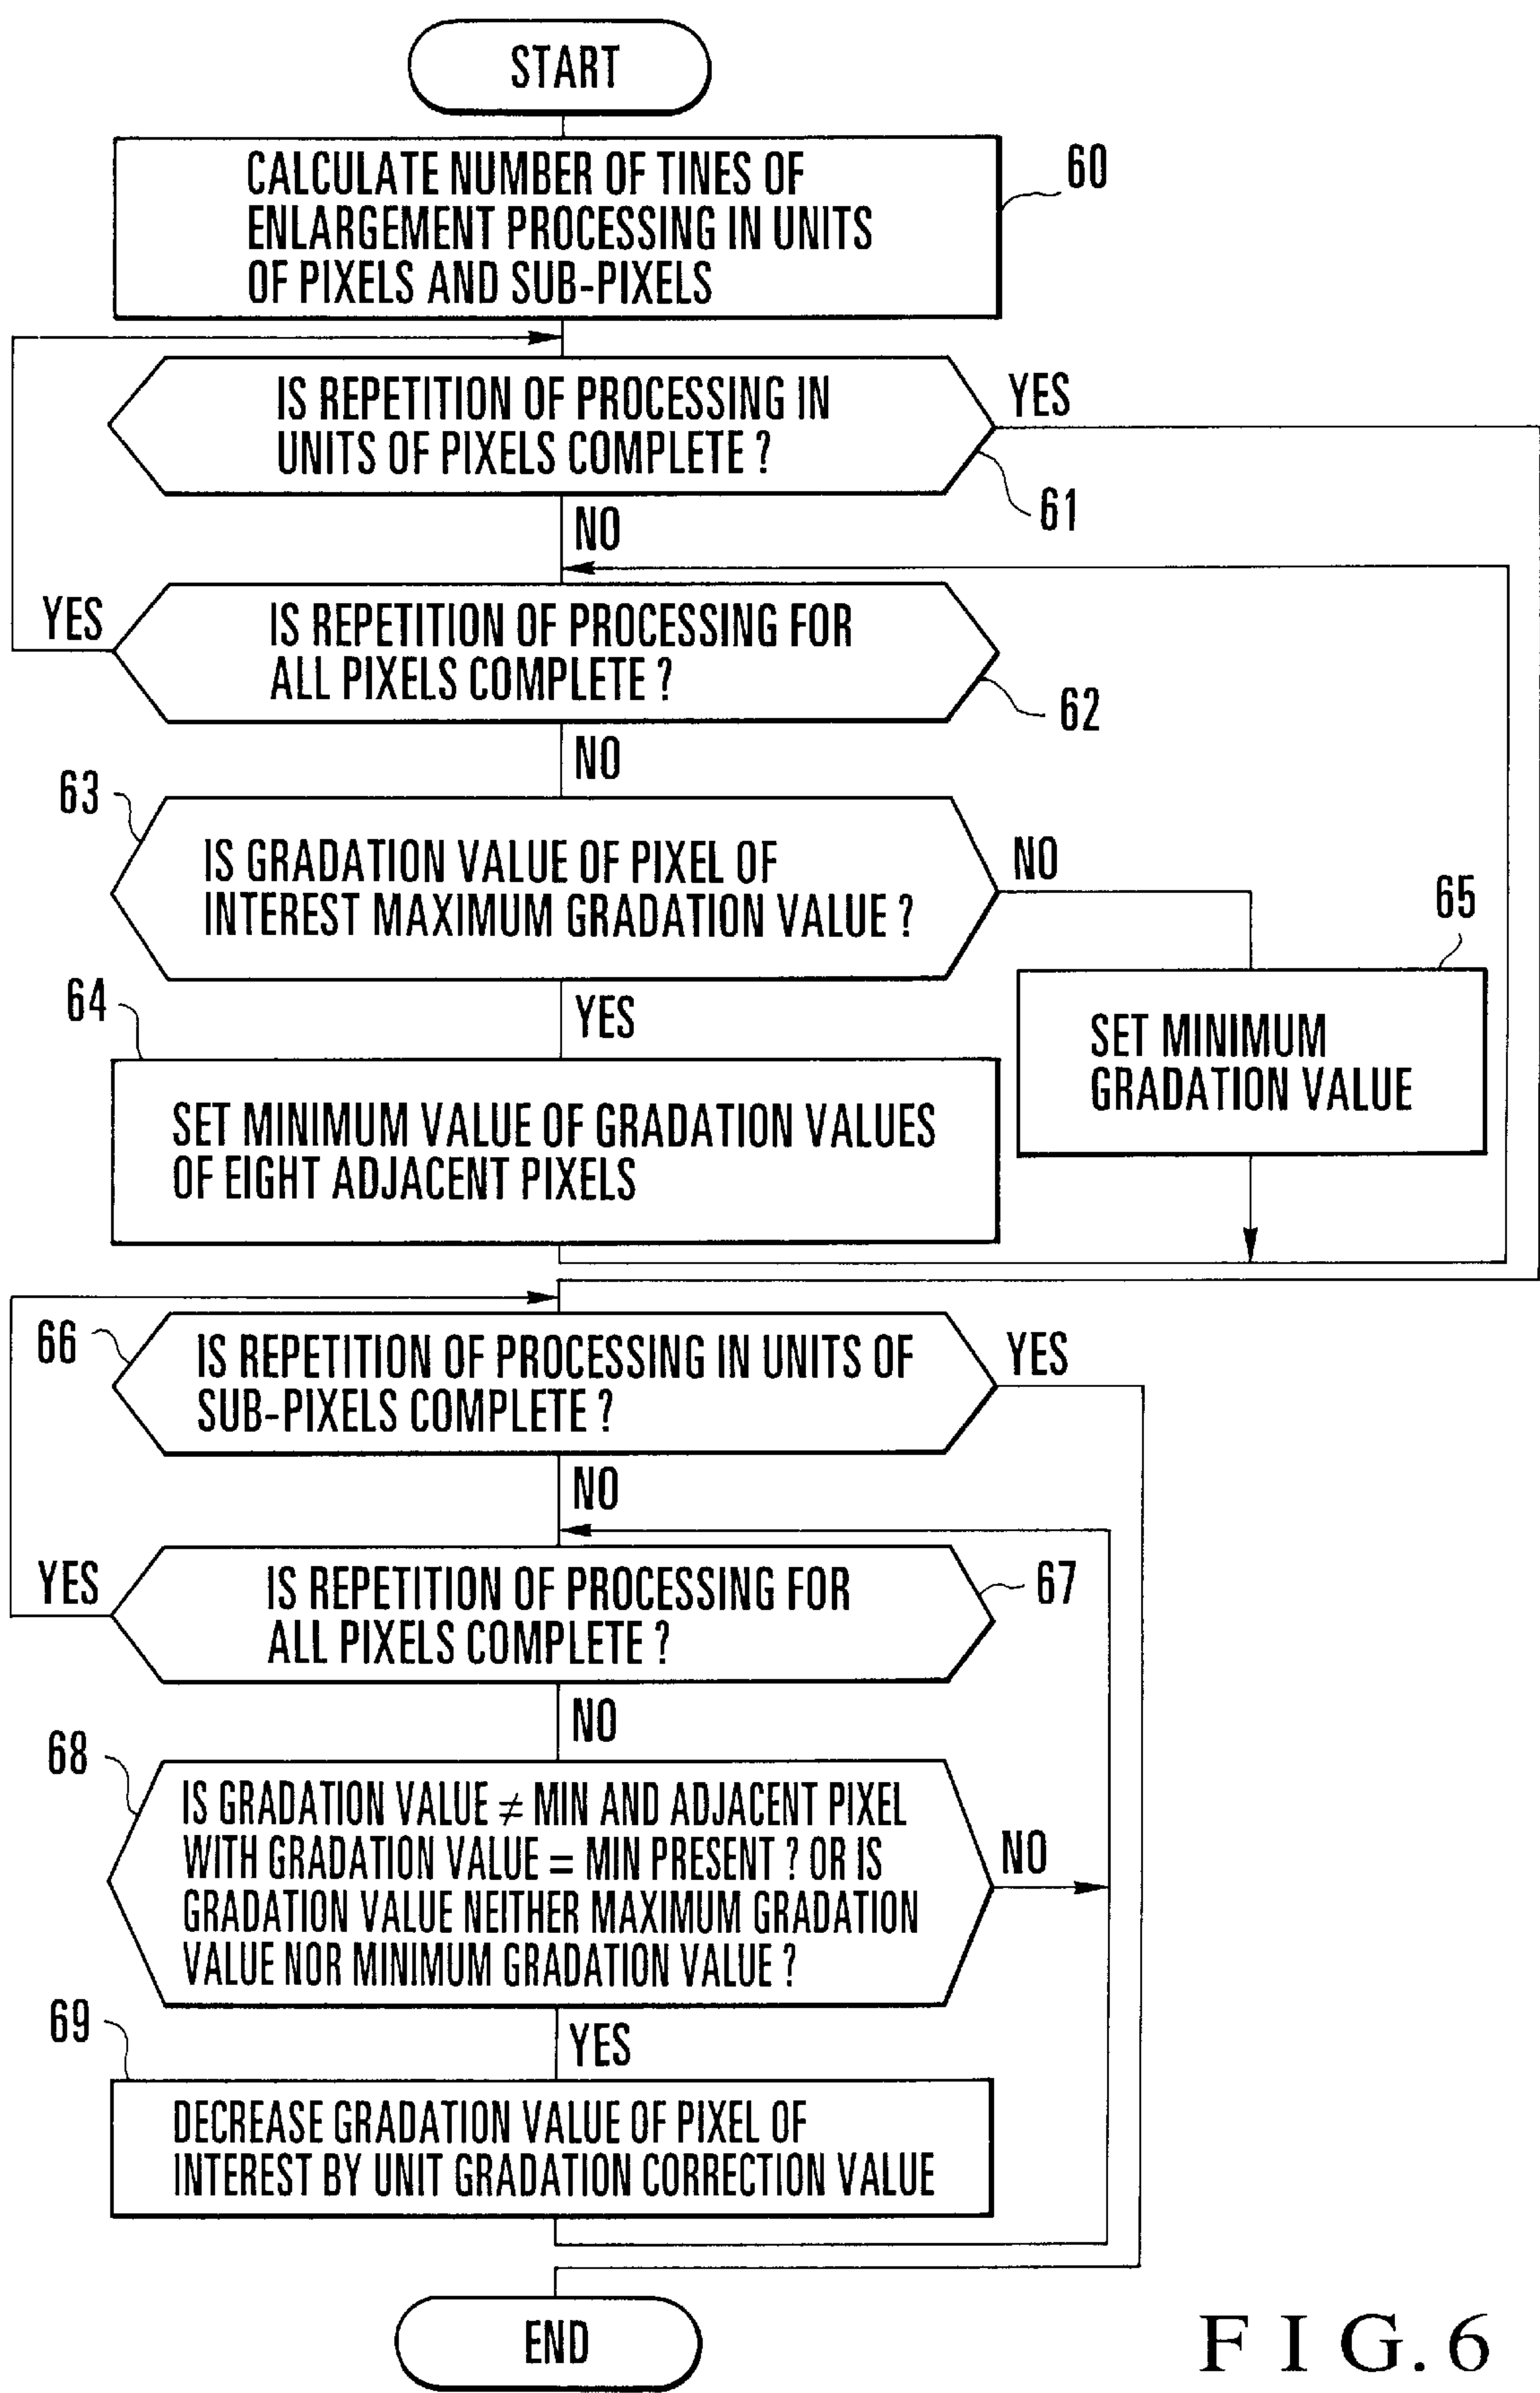 START
CALCULATE NUMBER OF TINES OF
ENLARGEMENT PROCESSING IN UNITS
OF PIXELS AND SUB-PIXELS
60
IS REPETITION OF PROCESSING IN
UNITS OF PIXELS COMPLETE ?
YES
61
NO
YES
IS REPETITION OF PROCESSING FOR
ALL PIXELS COMPLETE ?
62
NO
63
IS GRADATION VALUE OF PIXEL OF
INTEREST MAXIMUM GRADATION VALUE ?
NO
65
SET MINIMUM
GRADATION VALUE
YES
64
SET MINIMUM VALUE OF GRADATION VALUES
OF EIGHT ADJACENT PIXELS
66
IS REPETITION OF PROCESSING IN UNITS OF
SUB-PIXELS COMPLETE ?
YES
NO
YES
IS REPETITION OF PROCESSING FOR
ALL PIXELS COMPLETE ?
67
NO
68
IS GRADATION VALUE ≠ MIN AND ADJACENT PIXEL
WITH GRADATION VALUE = MIN PRESENT ? OR IS
GRADATION VALUE NEITHER MAXIMUM GRADATION
VALUE NOR MINIMUM GRADATION VALUE ?
NO
YES
69
DECREASE GRADATION VALUE OF PIXEL OF
INTEREST BY UNIT GRADATION CORRECTION VALUE
END
FIG. 6